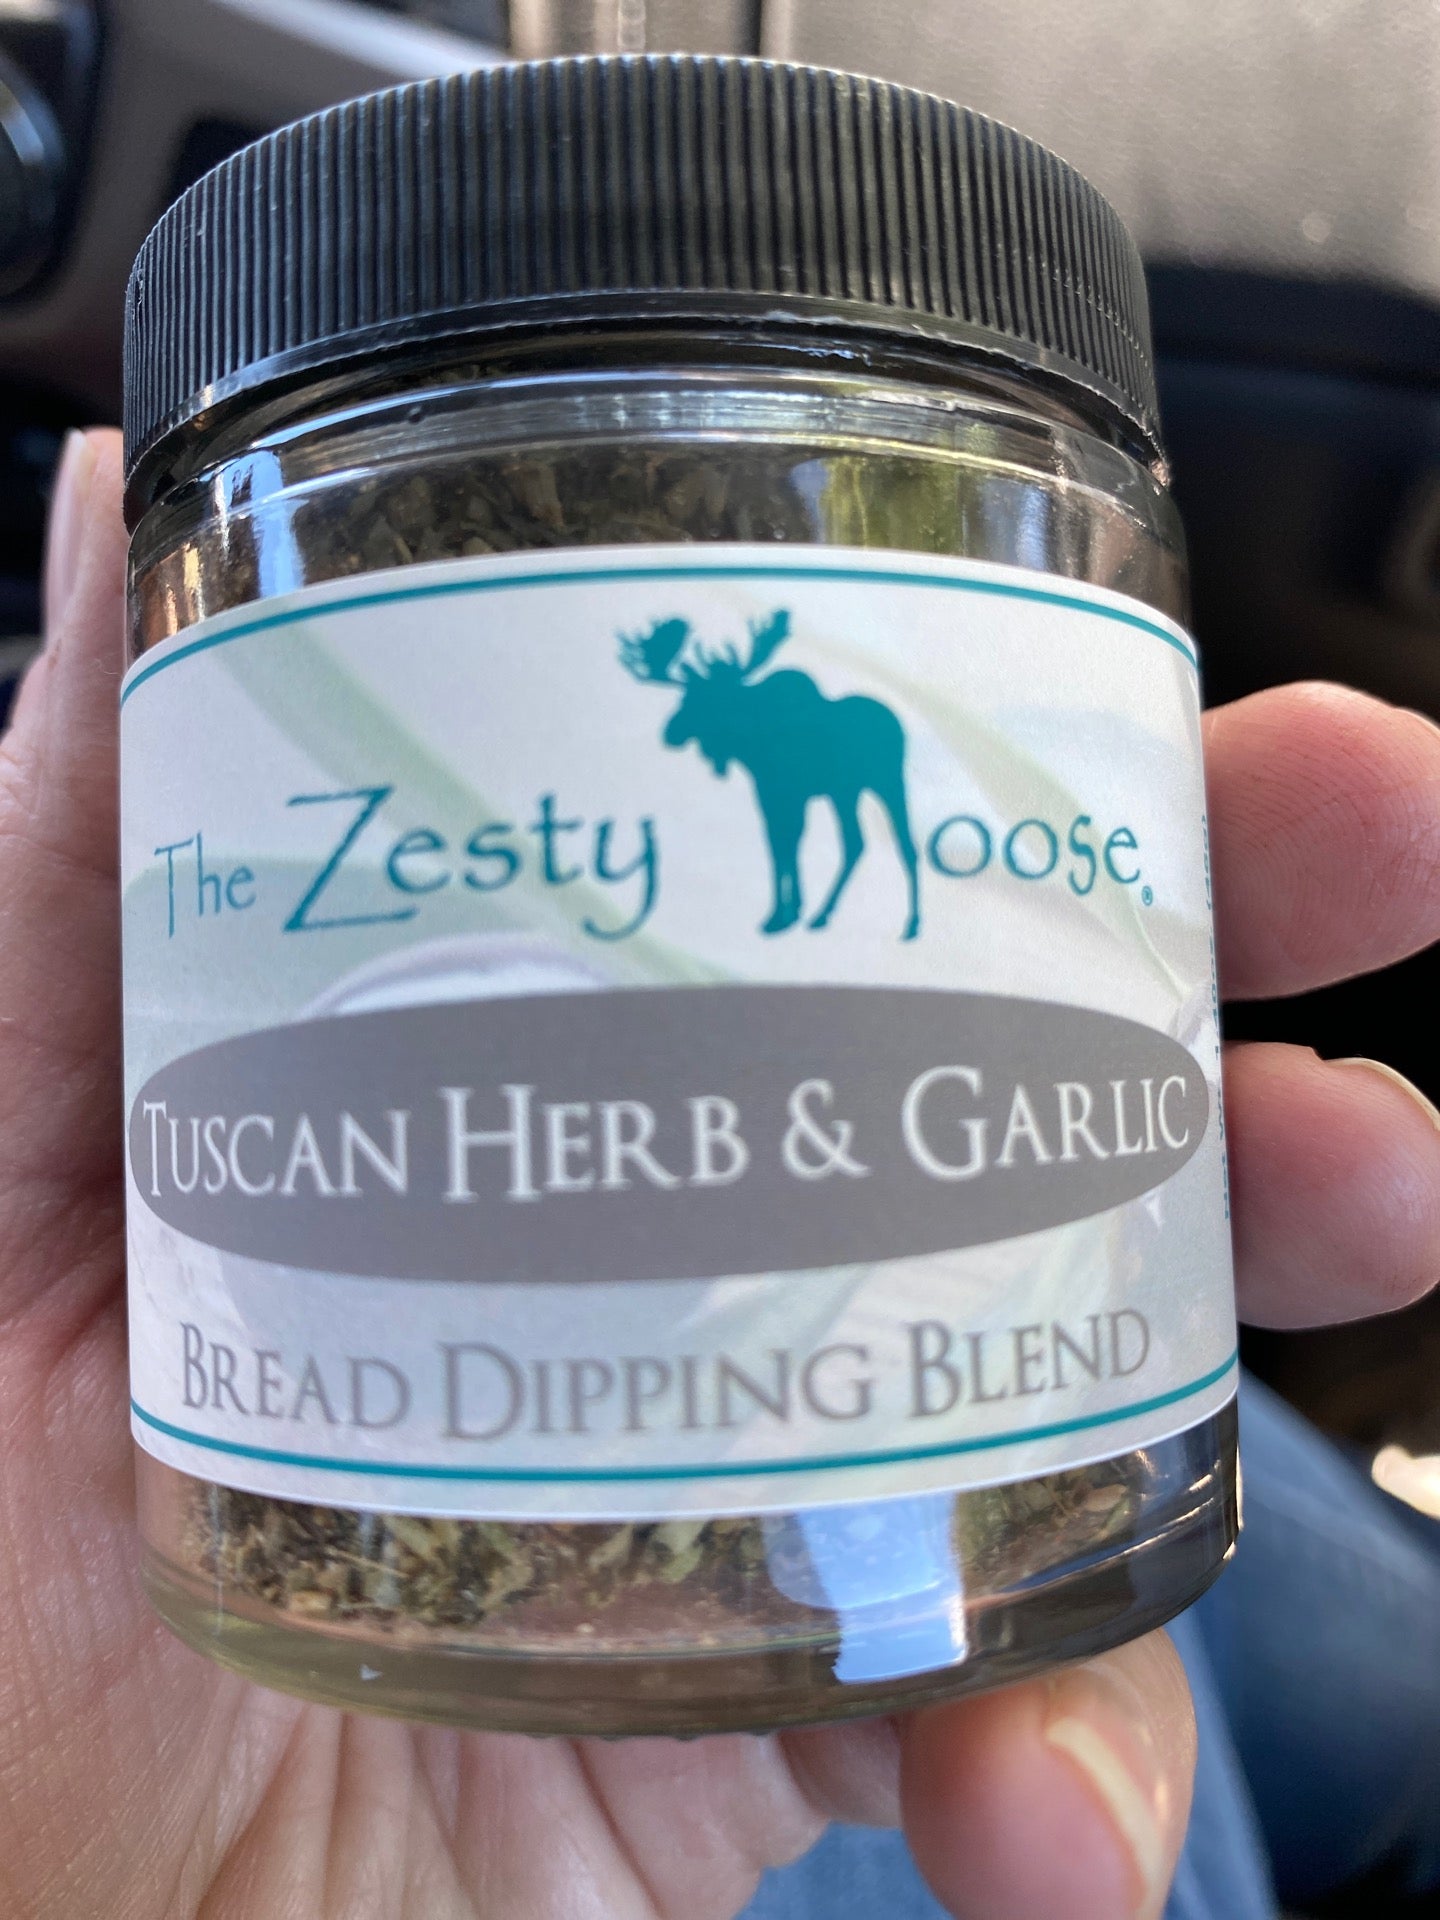 The Zesty Moose®
TUSCAN HERB & GARLIC
BREAD DIPPING BLEND